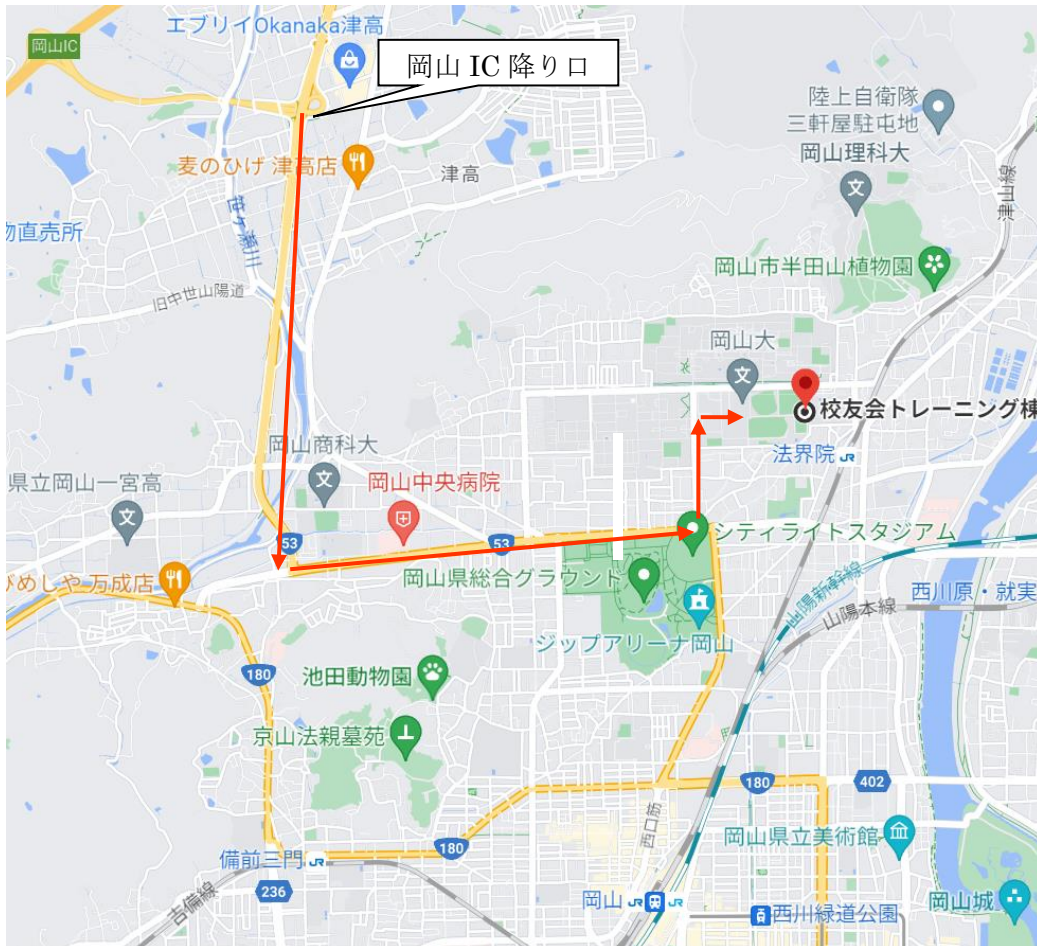 エブリイOkanaka津高
岡山IC
岡山 IC 降り口
陸上自衛隊
三軒屋駐屯地
岡山理科大
麦のひげ 津高店
津高
津山線
笹ヶ瀬川
物直売所
岡山市半田山植物園
旧中世山陽道
岡山大
校友会トレーニング棟
岡山商科大
法界院
県立岡山一宮高
岡山中央病院
53
53
シティライトスタジアム
びめしや 万成店
岡山県総合グラウンド
山陽新幹線
山陽本線
西川原・就実
ジップアリーナ岡山
180
池田動物園
京山法親墓苑
180
402
西口筋
岡山県立美術館
180
備前三門
236
吉備線
岡山
西川緑道公園
岡山城